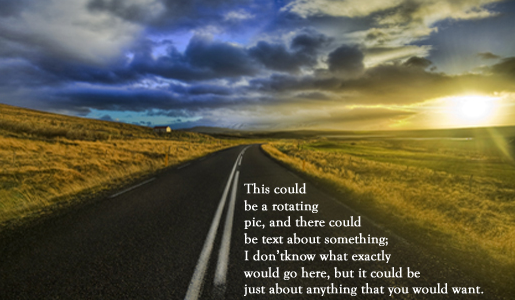 This could
be a rotating
pic, and there could
be text about something;
I don'tknow what exactly
would go here, but it could be
just about anything that you would want.